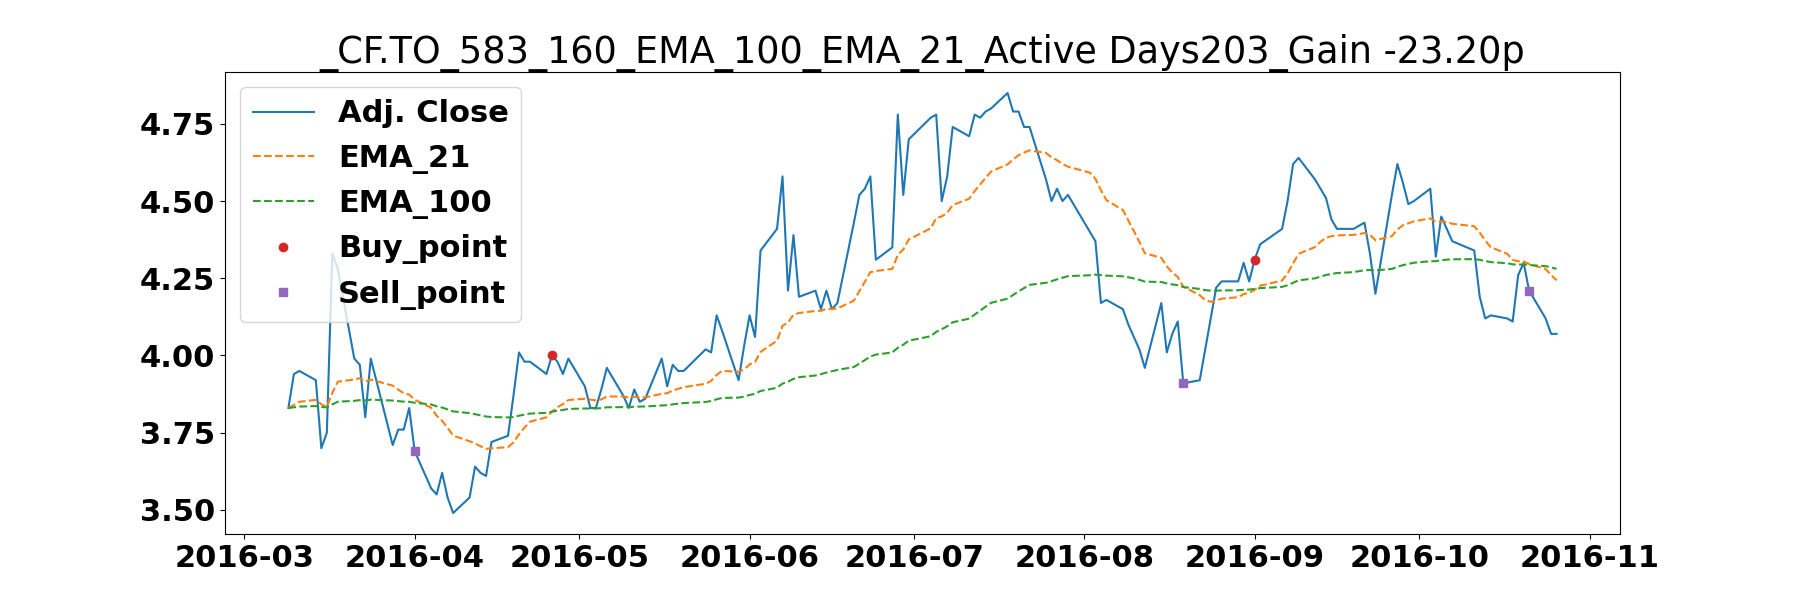 _CF.TO_583_160_EMA_100_EMA_21_Active Days203_Gain -23.20p
Adj. Close
EMA_21
EMA_100
Buy_point
Sell_point
4.75
4.50
4.25
4.00
3.75
3.50
2016-03 2016-04 2016-05 2016-06 2016-07 2016-08 2016-09 2016-10 2016-11